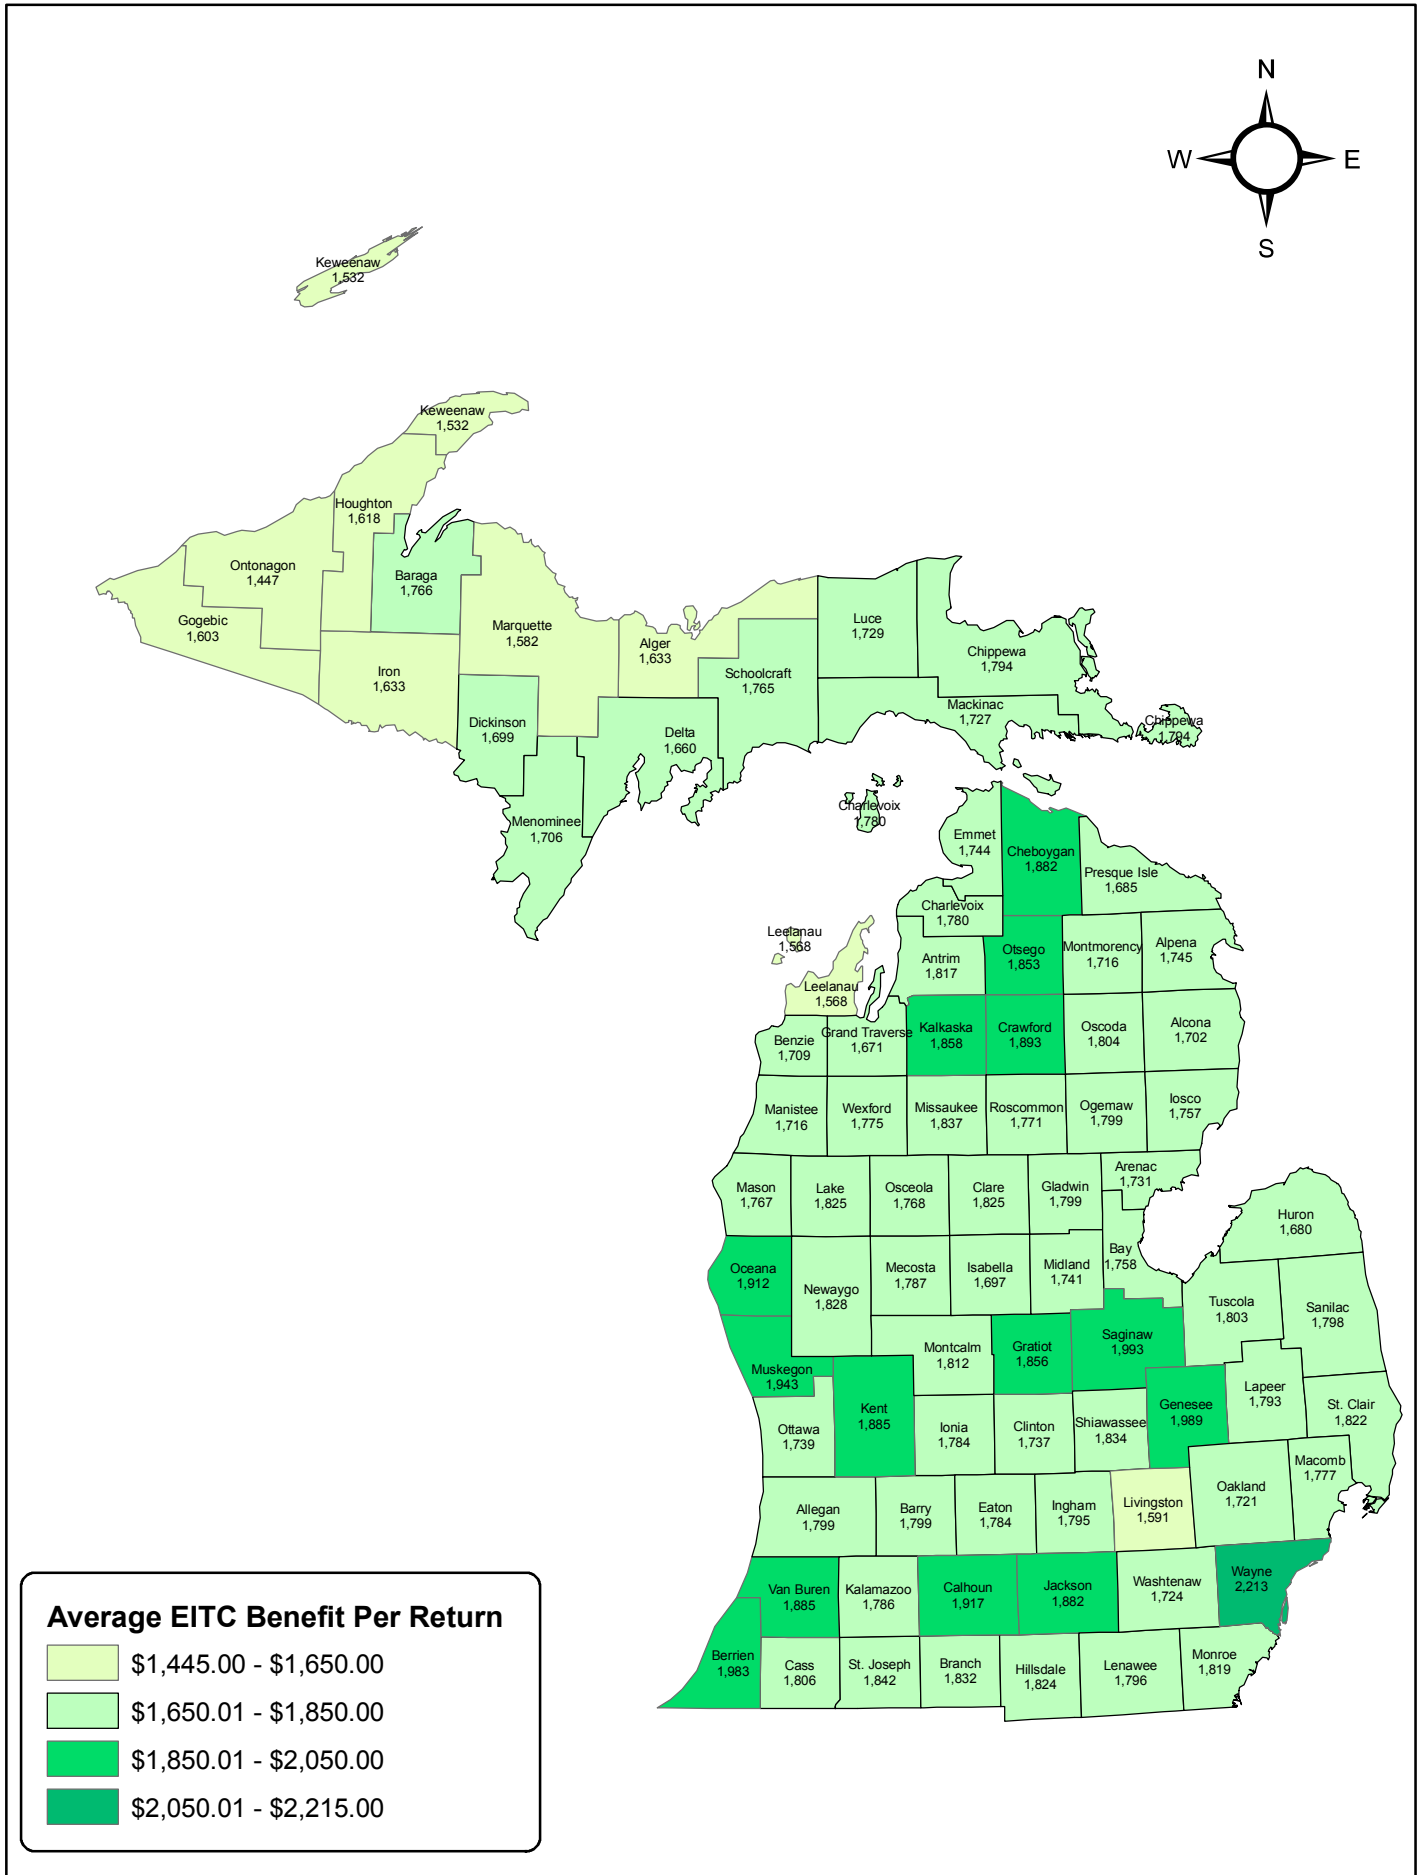 N
W
E
S
Keweenaw
1,532
Keweenaw
1,532
Houghton
1,618
Ontonagon
1,447
Baraga
1,766
Gogebic
1,603
Marquette
1,582
Luce
1,729
Alger
1,633
Chippewa
1,794
Iron
1,633
Schoolcraft
1,765
Mackinac
1,727
Dickinson
1,699
Delta
1,660
Chippewa
1,794
Charlevoix
1,780
Menominee
1,706
Emmet
1,744
Cheboygan
1,882
Presque Isle
1,685
Charlevoix
1,780
Leelanau
1,568
Antrim
1,817
Otsego
1,853
Montmorency
1,716
Alpena
1,745
Leelanau
1,568
Benzie
1,709
Grand Traverse
1,671
Kalkaska
1,858
Crawford
1,893
Oscoda
1,804
Alcona
1,702
Manistee
1,716
Wexford
1,775
Missaukee
1,837
Roscommon
1,771
Ogemaw
1,799
Iosco
1,757
Arenac
1,731
Mason
1,767
Lake
1,825
Osceola
1,768
Clare
1,825
Gladwin
1,799
Huron
1,680
Oceana
1,912
Newaygo
1,828
Mecosta
1,787
Isabella
1,697
Midland
1,741
Bay
1,758
Tuscola
1,803
Sanilac
1,798
Muskegon
1,943
Montcalm
1,812
Gratiot
1,856
Saginaw
1,993
Lapeer
1,793
St. Clair
1,822
Ottawa
1,739
Kent
1,885
Ionia
1,784
Clinton
1,737
Shiawassee
1,834
Genesee
1,989
Macomb
1,777
Oakland
1,721
Allegan
1,799
Barry
1,799
Eaton
1,784
Ingham
1,795
Livingston
1,591
Van Buren
1,885
Kalamazoo
1,786
Calhoun
1,917
Jackson
1,882
Washtenaw
1,724
Wayne
2,213
Berrien
1,983
Cass
1,806
St. Joseph
1,842
Branch
1,832
Hillsdale
1,824
Lenawee
1,796
Monroe
1,819
Average EITC Benefit Per Return
$1,445.00 - $1,650.00
$1,650.01 - $1,850.00
$1,850.01 - $2,050.00
$2,050.01 - $2,215.00